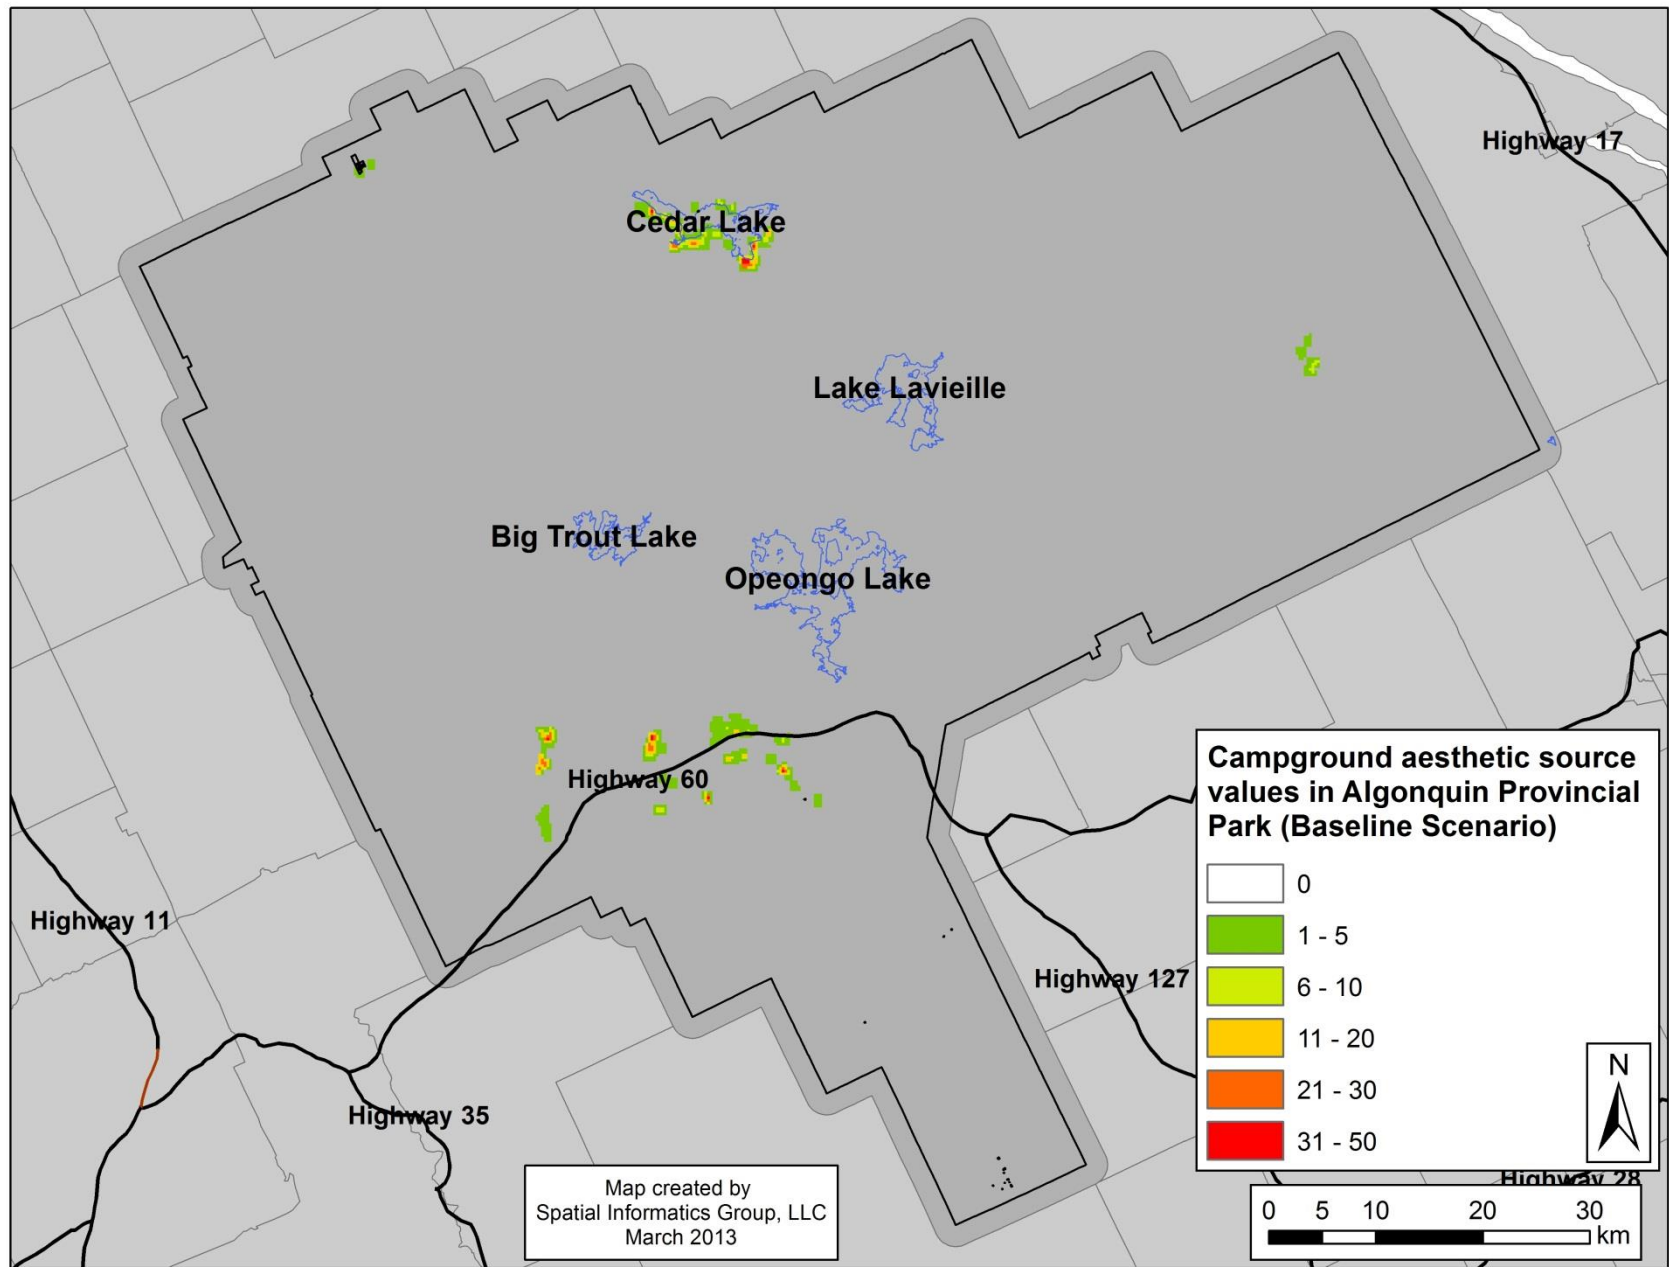 Highway 17
Cedar Lake
Lake Lavieille
Big Trout Lake
Opeongo Lake
Highway 60
Highway 11
Highway 127
Highway 35
Highway 28
Campground aesthetic source
values in Algonquin Provincial
Park (Baseline Scenario)
0
1 - 5
6 - 10
11 - 20
21 - 30
31 - 50
N
Map created by
Spatial Informatics Group, LLC
March 2013
0 5 10 20 30
km